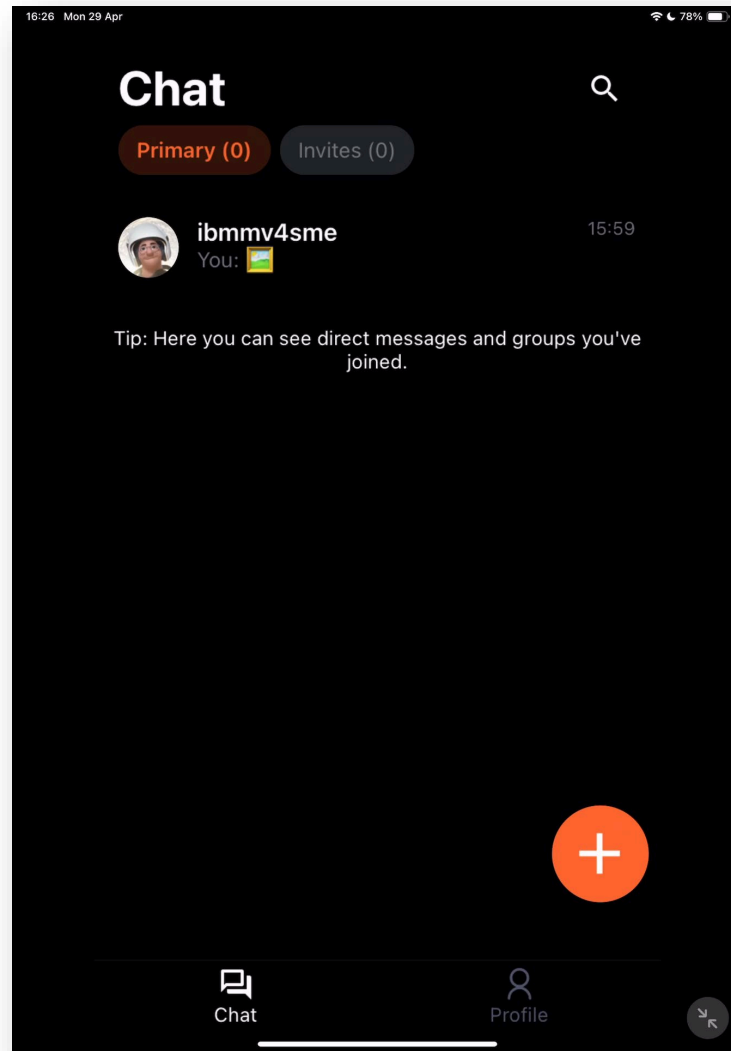 16:26 Mon 29 Apr 78%
Chat
Primary (0)
Invites (0)
ibmmv4sme
15:59
You:
Tip: Here you can see direct messages and groups you've
joined.
Chat
Profile